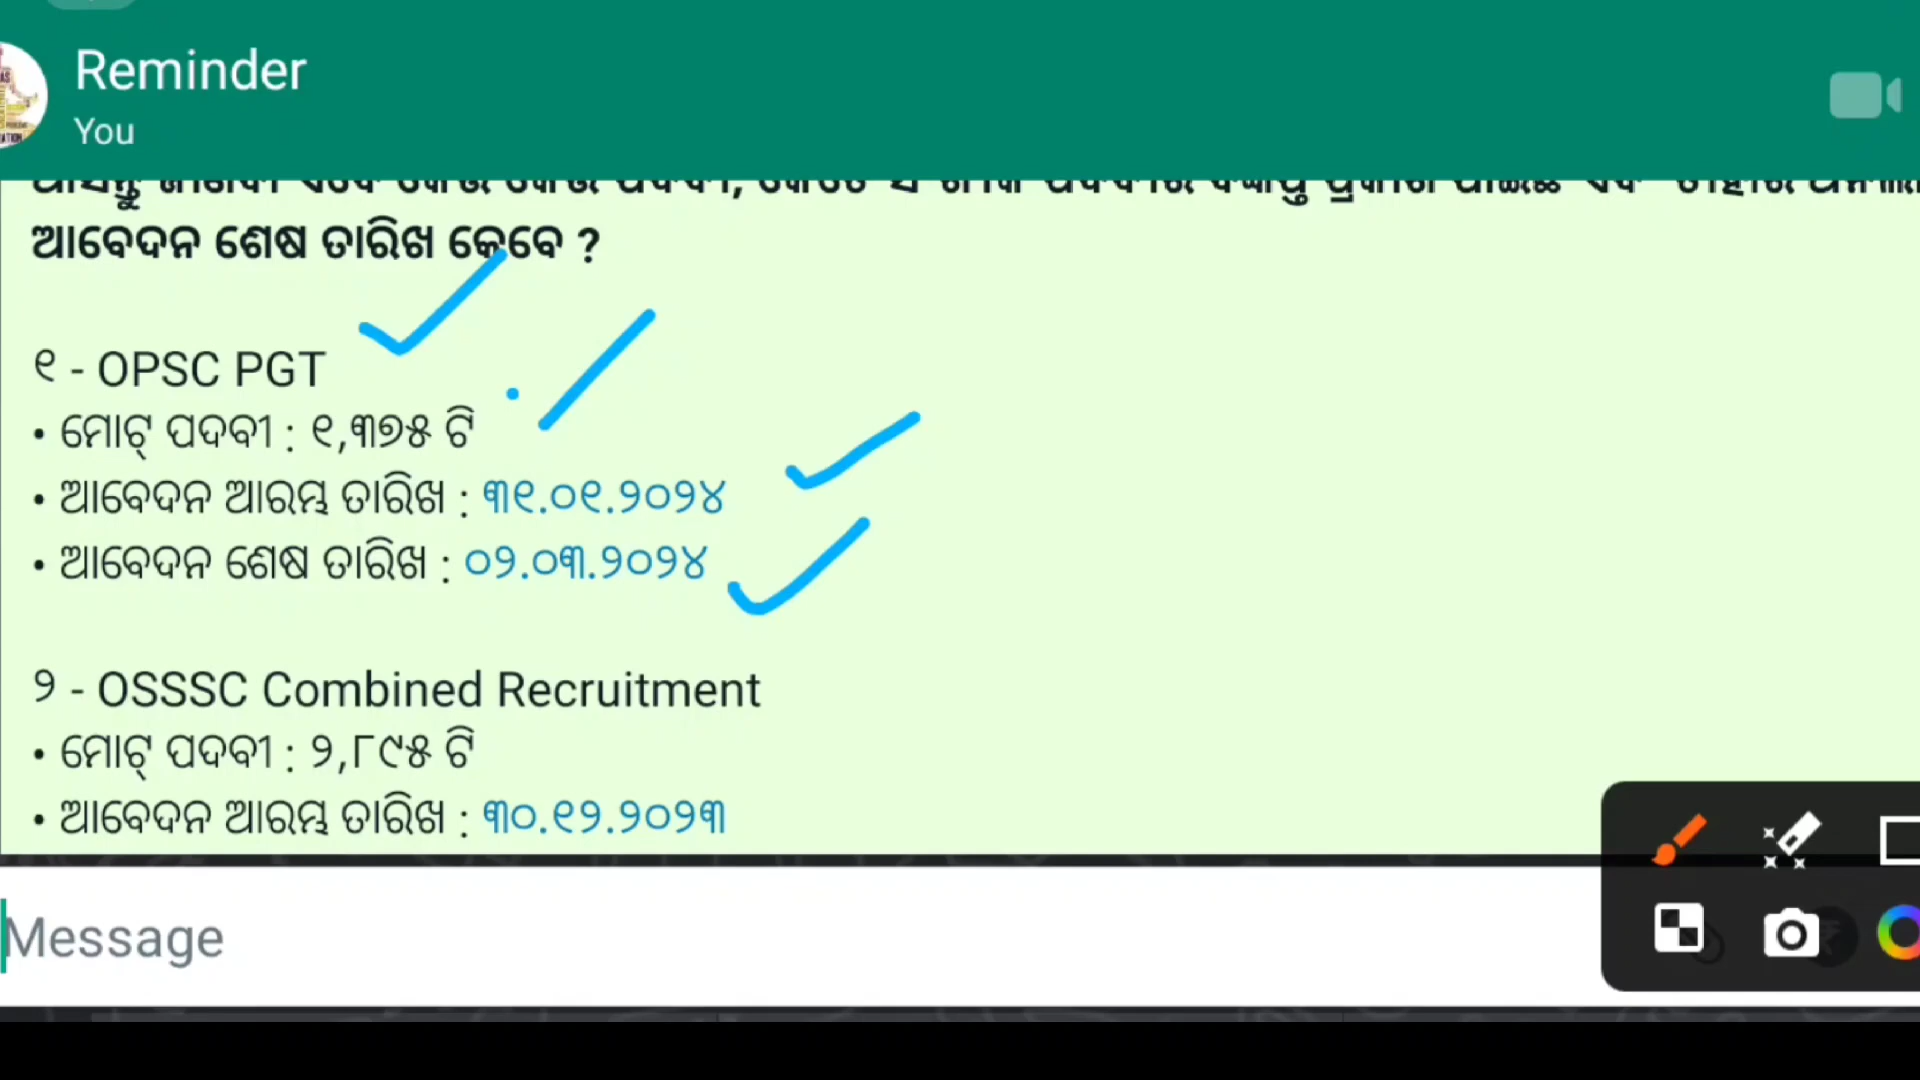 Reminder
You
ଆବେଦନ ଶେଷ ତାରିଖ କେବେ ?
୧ - OPSC PGT
• ମୋଟ୍ ପଦବୀ : ୧,୩୭୫ ଟି
• ଆବେଦନ ଆରମ୍ଭ ତାରିଖ : ୩୧.୦୧.୨୦୨୪
• ଆବେଦନ ଶେଷ ତାରିଖ : ୦୨.୦୩.୨୦୨୪
୨ - OSSSC Combined Recruitment
• ମୋଟ୍ ପଦବୀ : ୨,୮୯୫ ଟି
• ଆବେଦନ ଆରମ୍ଭ ତାରିଖ : ୩୦.୧୨.୨୦୨୩
Message